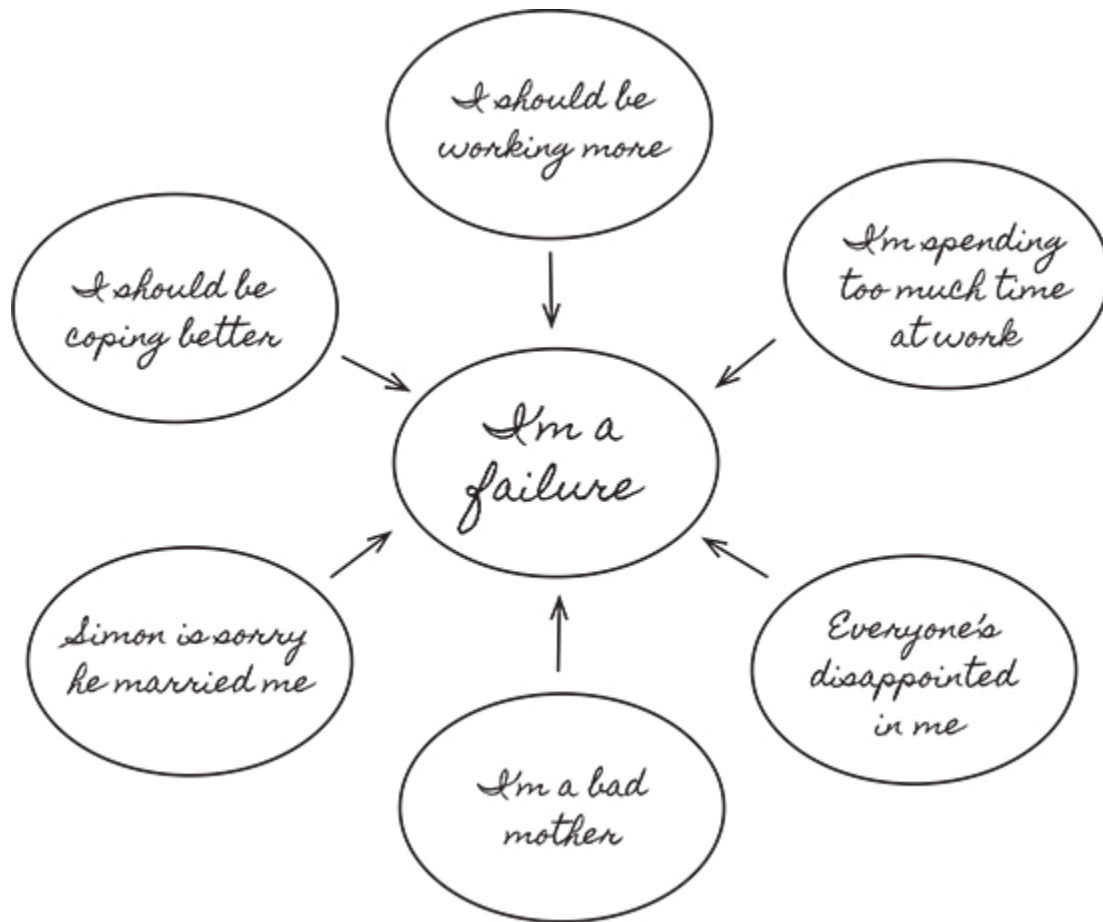 I should be
working more
I'm spending
too much time
at work
I should be
coping better
I'm a
failure
Simon is sorry
he married me
Everyone's
disappointed
in me
I'm a bad
mother